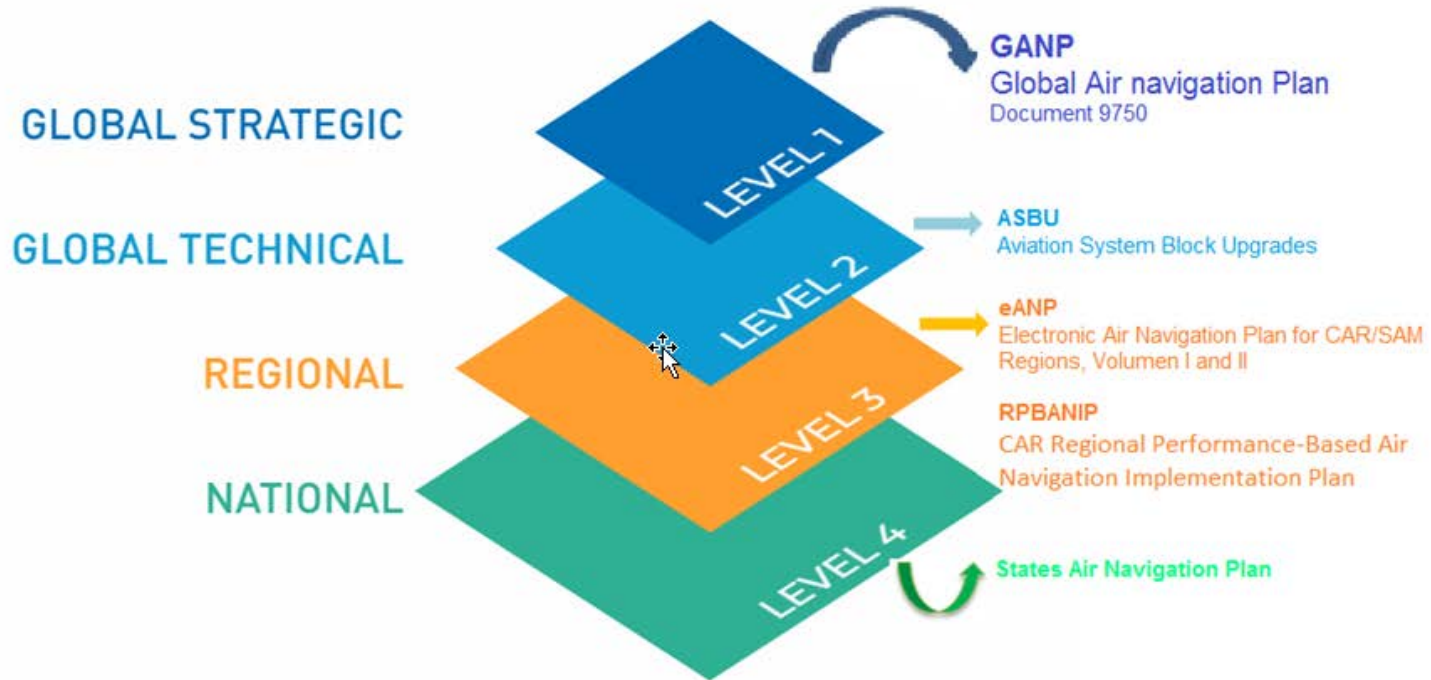 GLOBAL STRATEGIC
LEVEL 1
GANP
Global Air navigation Plan
Document 9750
GLOBAL TECHNICAL
LEVEL 2
ASBU
Aviation System Block Upgrades
REGIONAL
LEVEL 3
eANP
Electronic Air Navigation Plan for CAR/SAM
Regions, Volumen I and II
RPBANIP
CAR Regional Performance-Based Air
Navigation Implementation Plan
NATIONAL
LEVEL 4
States Air Navigation Plan